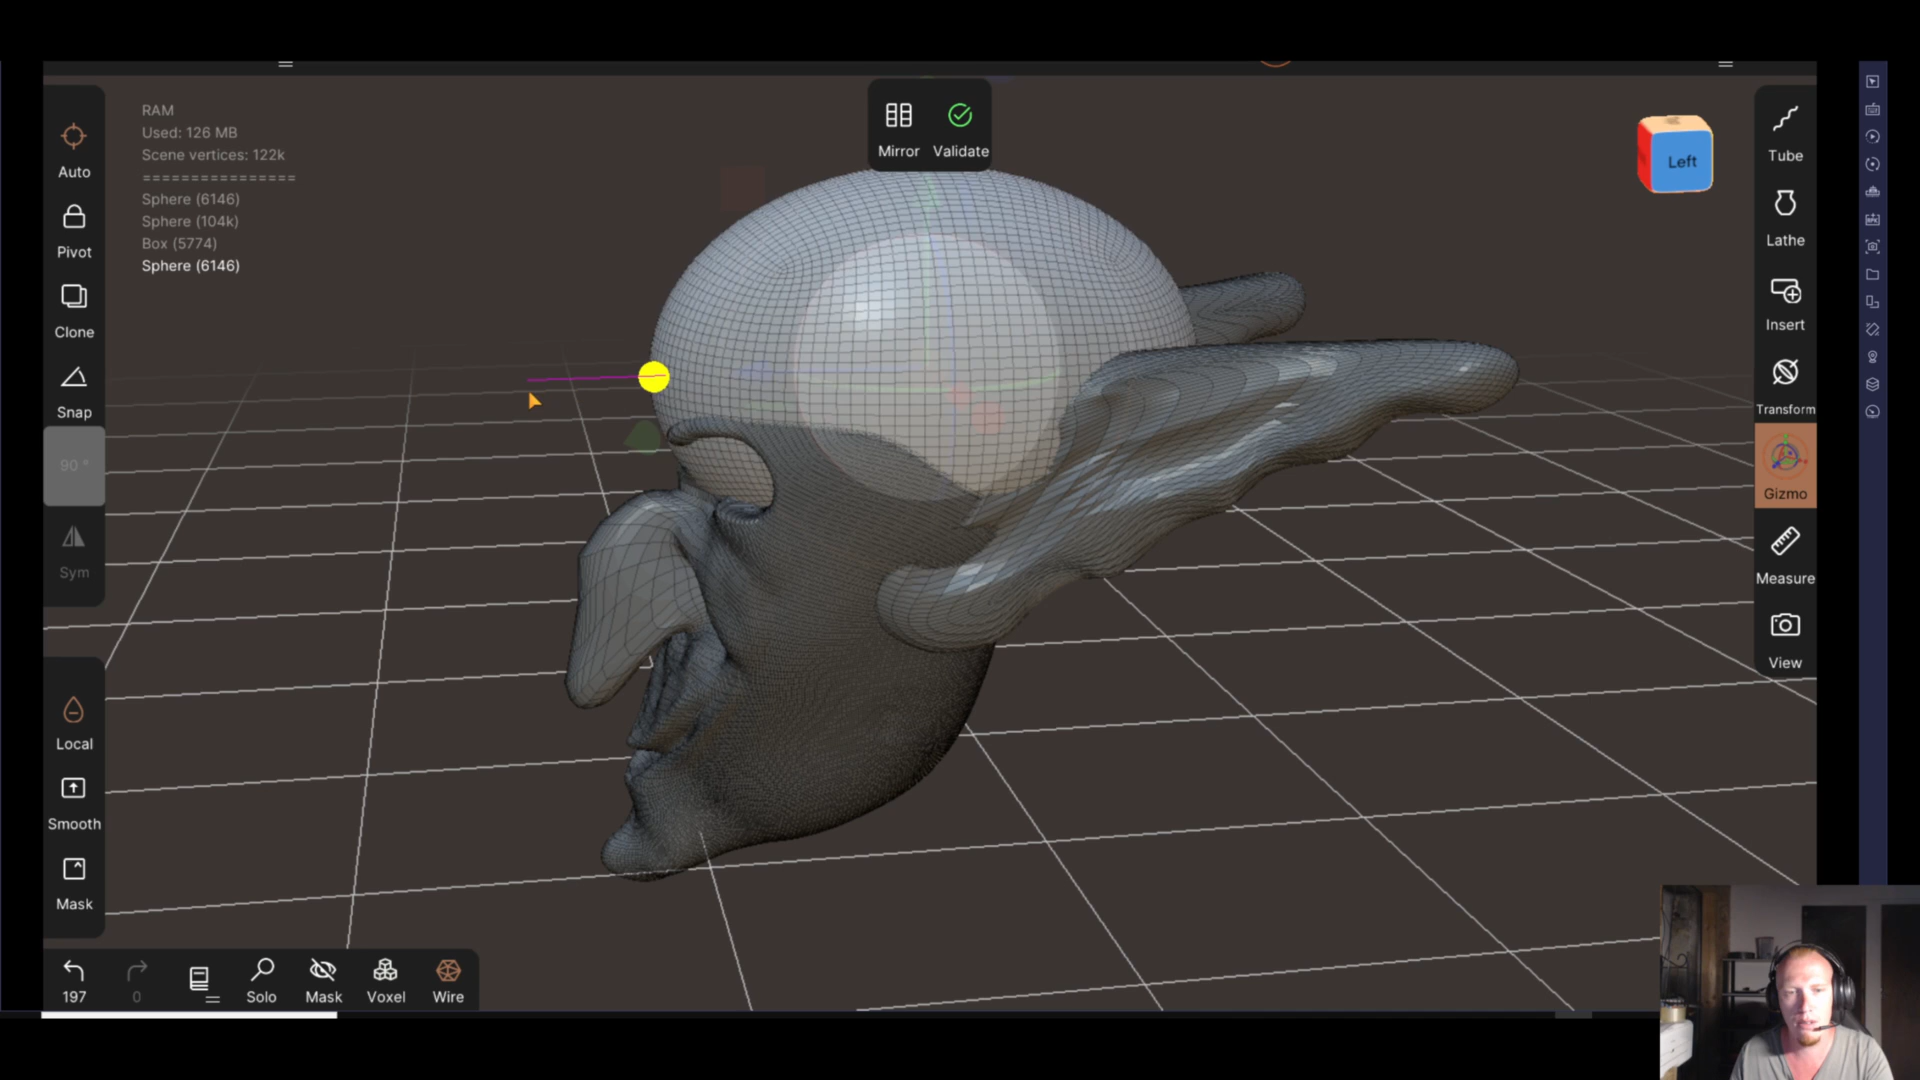 RAM
Used: 126 MB
Scene vertices: 122k
================
Sphere (6146)
Sphere (104k)
Box (5774)
Sphere (6146)
Auto
Pivot
Clone
Snap
90 °
Sym
Local
Smooth
Mask
197
0
Solo
Mask
Voxel
Wire
Mirror
Validate
Left
Tube
Lathe
Insert
Transform
Gizmo
Measure
View